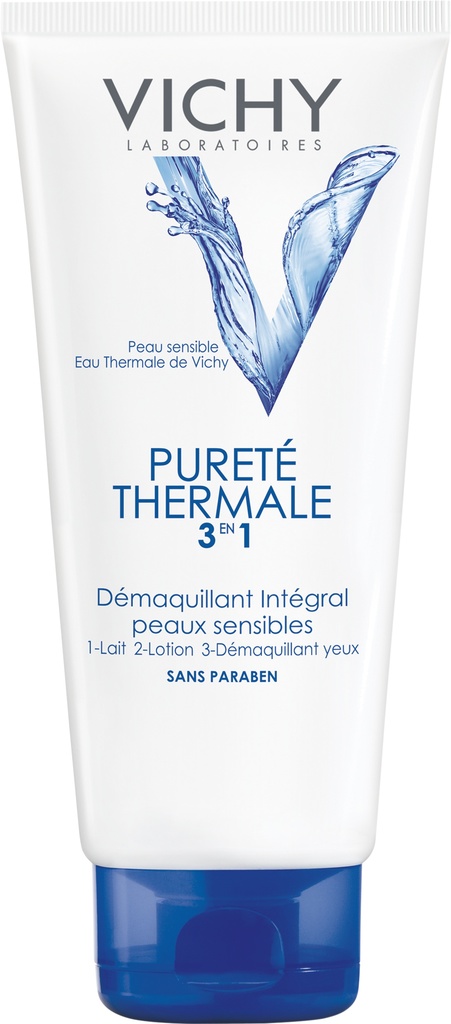 VICHY
LABORATOIRES
Peau sensible
Eau Thermale de Vichy
PURETÉ
THERMALE
3 EN 1
Démaquillant Intégral
peaux sensibles
1-Lait 2-Lotion 3-Démaquillant yeux
SANS PARABEN